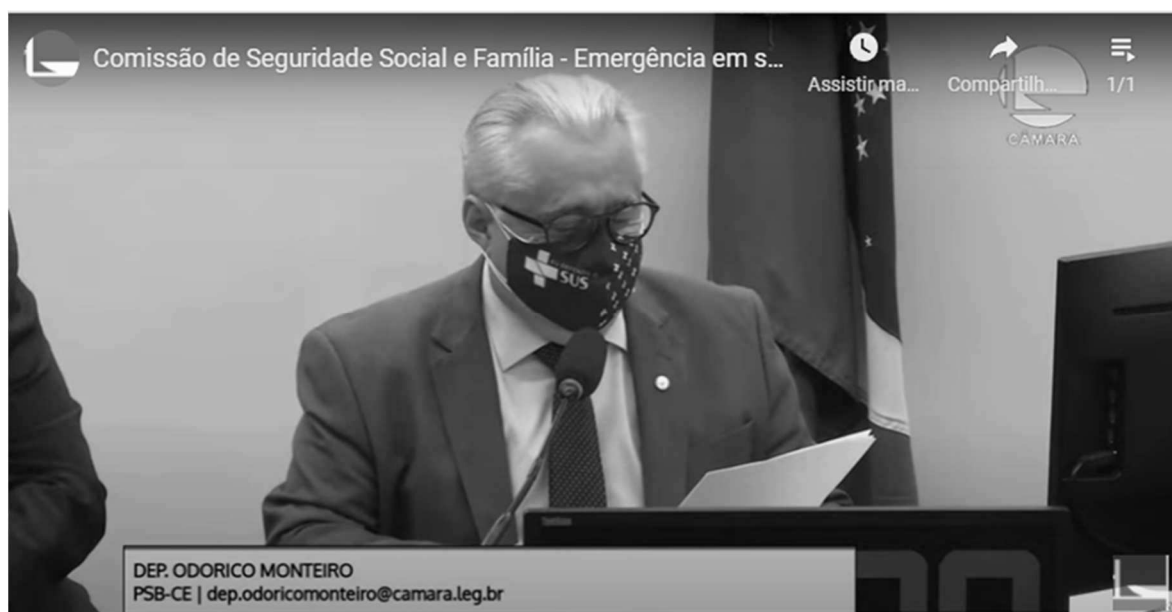 Comissão de Seguridade Social e Família - Emergência em s...
Assistir ma...
Compartilh...
1/1
CÂMARA
SUS
DEP. ODORICO MONTEIRO
PSB-CE | dep.odoricomonteiro@camara.leg.br